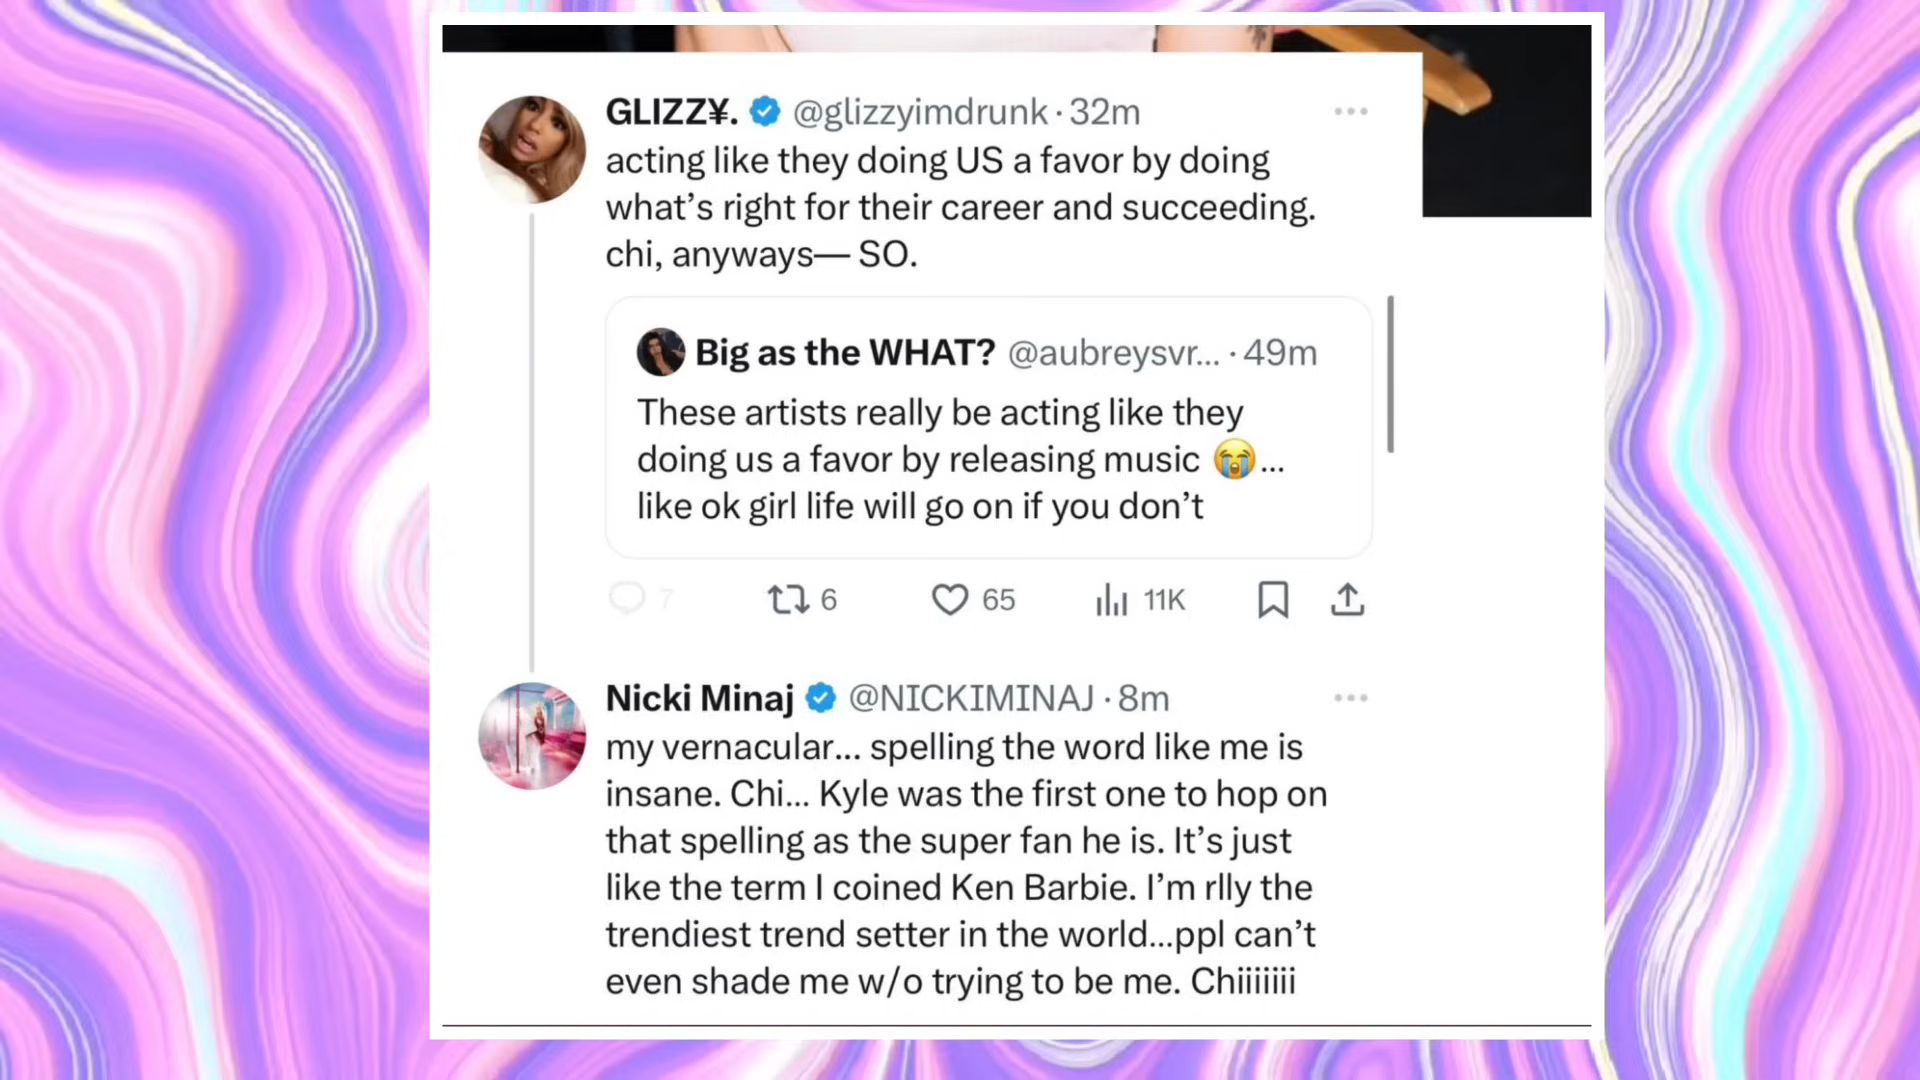 GLIZZ¥. @glizzyimdrunk · 32m
acting like they doing US a favor by doing
what’s right for their career and succeeding.
chi, anyways— SO.
Big as the WHAT? @aubreysvr... · 49m
These artists really be acting like they
doing us a favor by releasing music 😭...
like ok girl life will go on if you don’t
7 6 65 11K
Nicki Minaj @NICKIMINAJ · 8m
my vernacular... spelling the word like me is
insane. Chi... Kyle was the first one to hop on
that spelling as the super fan he is. It’s just
like the term I coined Ken Barbie. I’m rlly the
trendiest trend setter in the world...ppl can’t
even shade me w/o trying to be me. Chiiiiiii